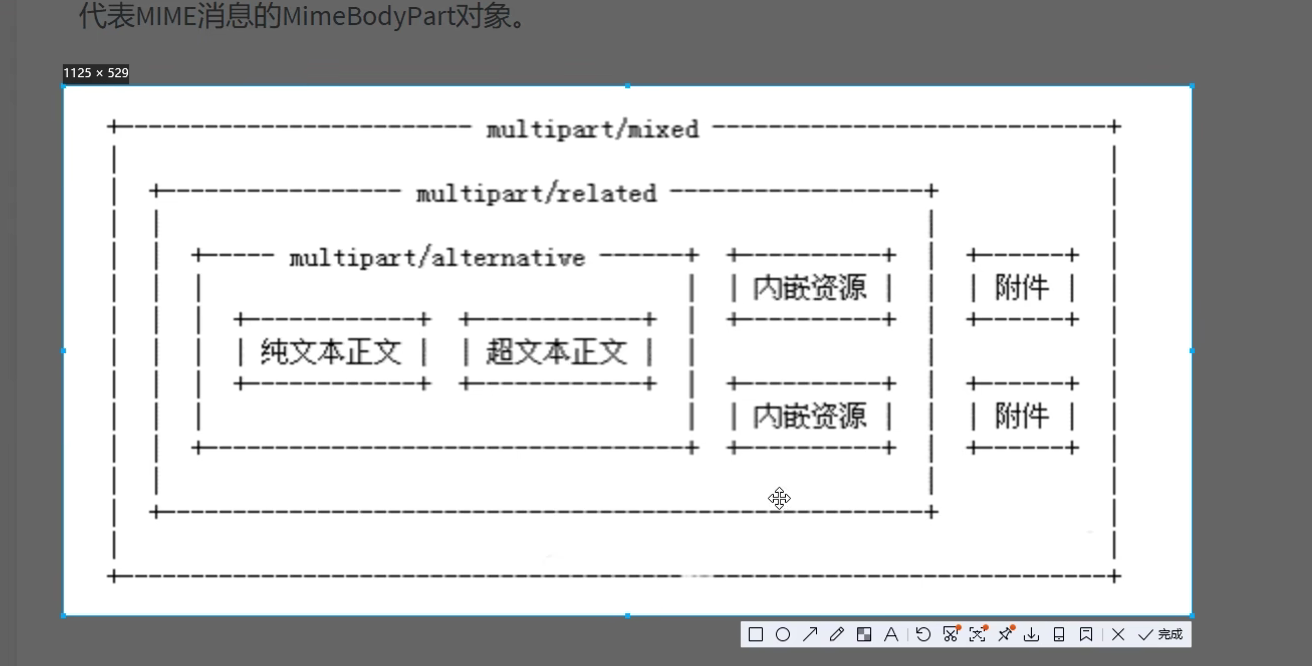 代表MIME消息的MimeBodyPart对象。
1125 × 529
multipart/mixed
multipart/related
multipart/alternative
内嵌资源
附件
纯文本正文
超文本正文
内嵌资源
附件
完成